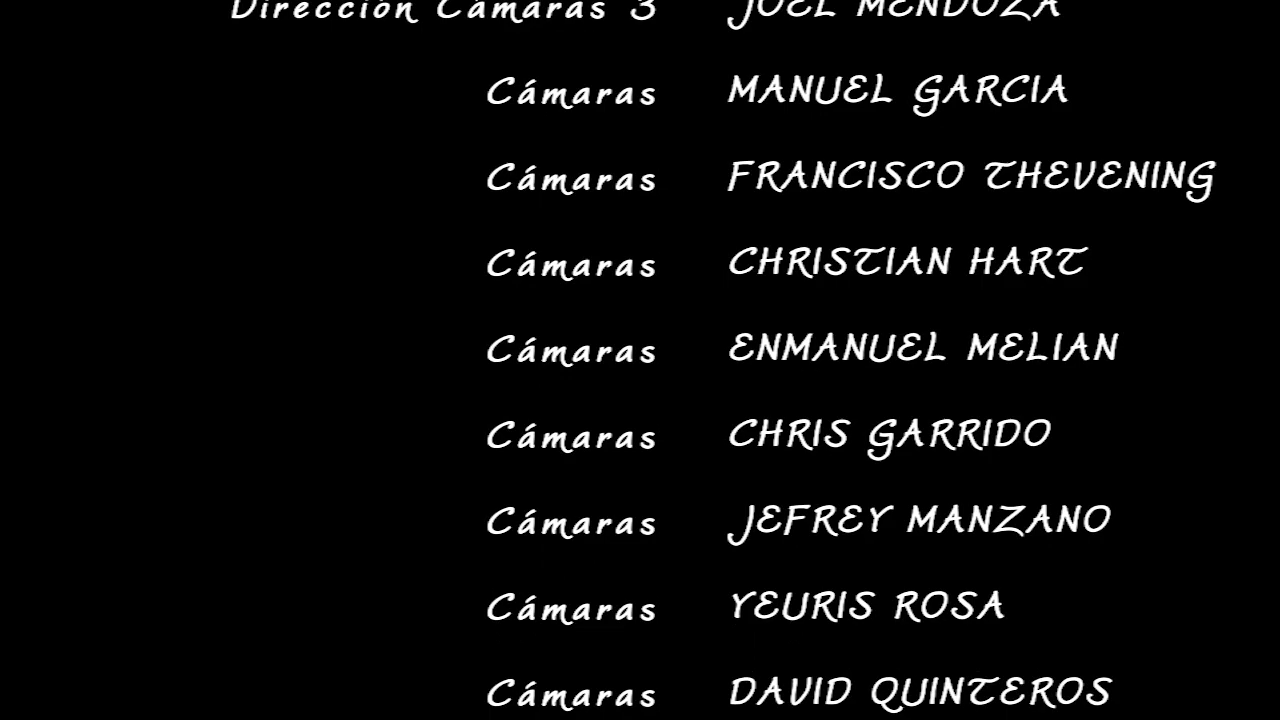 Dirección Cámaras 3 JOEL MENDOZA
Cámaras MANUEL GARCIA
Cámaras FRANCISCO THEVENING
Cámaras CHRISTIAN HART
Cámaras ENMANUEL MELIAN
Cámaras CHRIS GARRIDO
Cámaras JEFREY MANZANO
Cámaras YEURIS ROSA
Cámaras DAVID QUINTEROS